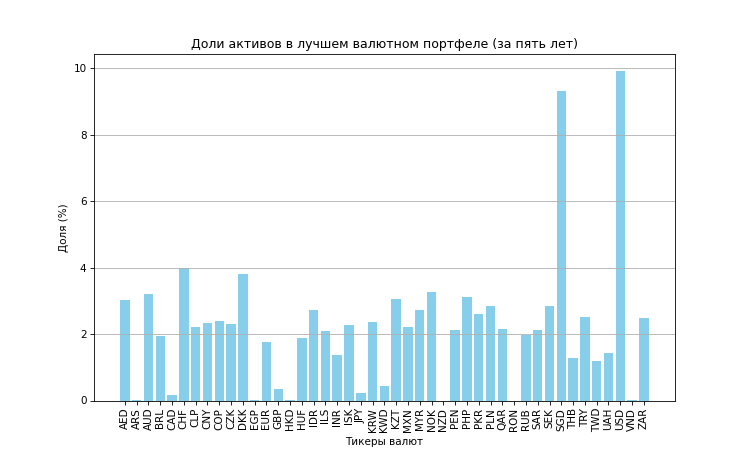 Доли активов в лучшем валютном портфеле (за пять лет)
Доля (%)
10
8
6
4
2
0
AED ARS AUD BRL CAD CHF CLP CNY COP CZK DKK EGP EUR GBP HKD HUF IDR ILS INR ISK JPY KRW KWD KZT MXN MYR NOK NZD PEN PHP PKR PLN QAR RON RUB SAR SEK SGD THB TRY TWD UAH USD VND ZAR
Тикеры валют